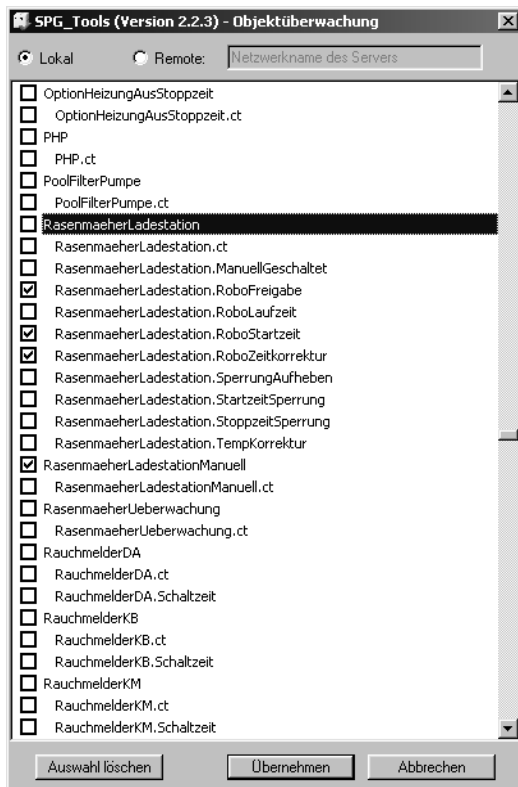 SPG_Tools (Version 2.2.3) - Objektüberwachung
Lokal Remote: Netzwerkname des Servers
OptionHeizungAusStoppzeit
OptionHeizungAusStoppzeit.ct
PHP
PHP.ct
PoolFilterPumpe
PoolFilterPumpe.ct
RasenmaeherLadestation
RasenmaeherLadestation.ct
RasenmaeherLadestation.ManuellGeschaltet
RasenmaeherLadestation.RoboFreigabe
RasenmaeherLadestation.RoboLaufzeit
RasenmaeherLadestation.RoboStartzeit
RasenmaeherLadestation.RoboZeitkorrektur
RasenmaeherLadestation.SperrungAufheben
RasenmaeherLadestation.StartzeitSperrung
RasenmaeherLadestation.StoppzeitSperrung
RasenmaeherLadestation.TempKorrektur
RasenmaeherLadestationManuell
RasenmaeherLadestationManuell.ct
RasenmaeherUeberwachung
RasenmaeherUeberwachung.ct
RauchmelderDA
RauchmelderDA.ct
RauchmelderDA.Schaltzeit
RauchmelderKB
RauchmelderKB.ct
RauchmelderKB.Schaltzeit
RauchmelderKM
RauchmelderKM.ct
RauchmelderKM.Schaltzeit
Auswahl löschen Übernehmen Abbrechen